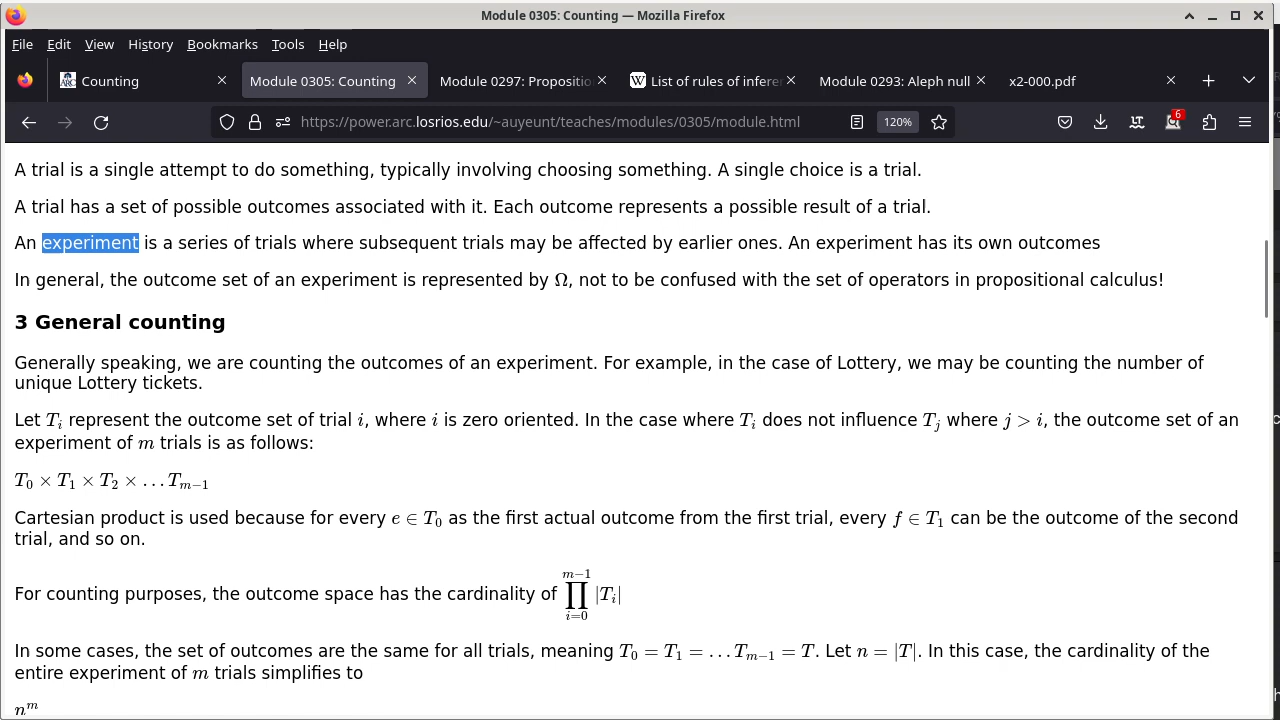 Module 0305: Counting — Mozilla Firefox
File Edit View History Bookmarks Tools Help
Counting Module 0305: Counting Module 0297: Propositio List of rules of infere Module 0293: Aleph null x2-000.pdf
https://power.arc.losrios.edu/~auyeunt/teaches/modules/0305/module.html 120% 6
A trial is a single attempt to do something, typically involving choosing something. A single choice is a trial.
A trial has a set of possible outcomes associated with it. Each outcome represents a possible result of a trial.
An experiment is a series of trials where subsequent trials may be affected by earlier ones. An experiment has its own outcomes
In general, the outcome set of an experiment is represented by Ω, not to be confused with the set of operators in propositional calculus!
3 General counting
Generally speaking, we are counting the outcomes of an experiment. For example, in the case of Lottery, we may be counting the number of
unique Lottery tickets.
Let T_i represent the outcome set of trial i, where i is zero oriented. In the case where T_i does not influence T_j where j > i, the outcome set of an
experiment of m trials is as follows:
T_0 × T_1 × T_2 × … T_{m−1}
Cartesian product is used because for every e ∈ T_0 as the first actual outcome from the first trial, every f ∈ T_1 can be the outcome of the second
trial, and so on.
For counting purposes, the outcome space has the cardinality of ∏_{i=0}^{m−1} |T_i|
In some cases, the set of outcomes are the same for all trials, meaning T_0 = T_1 = … T_{m−1} = T. Let n = |T|. In this case, the cardinality of the
entire experiment of m trials simplifies to
n^m